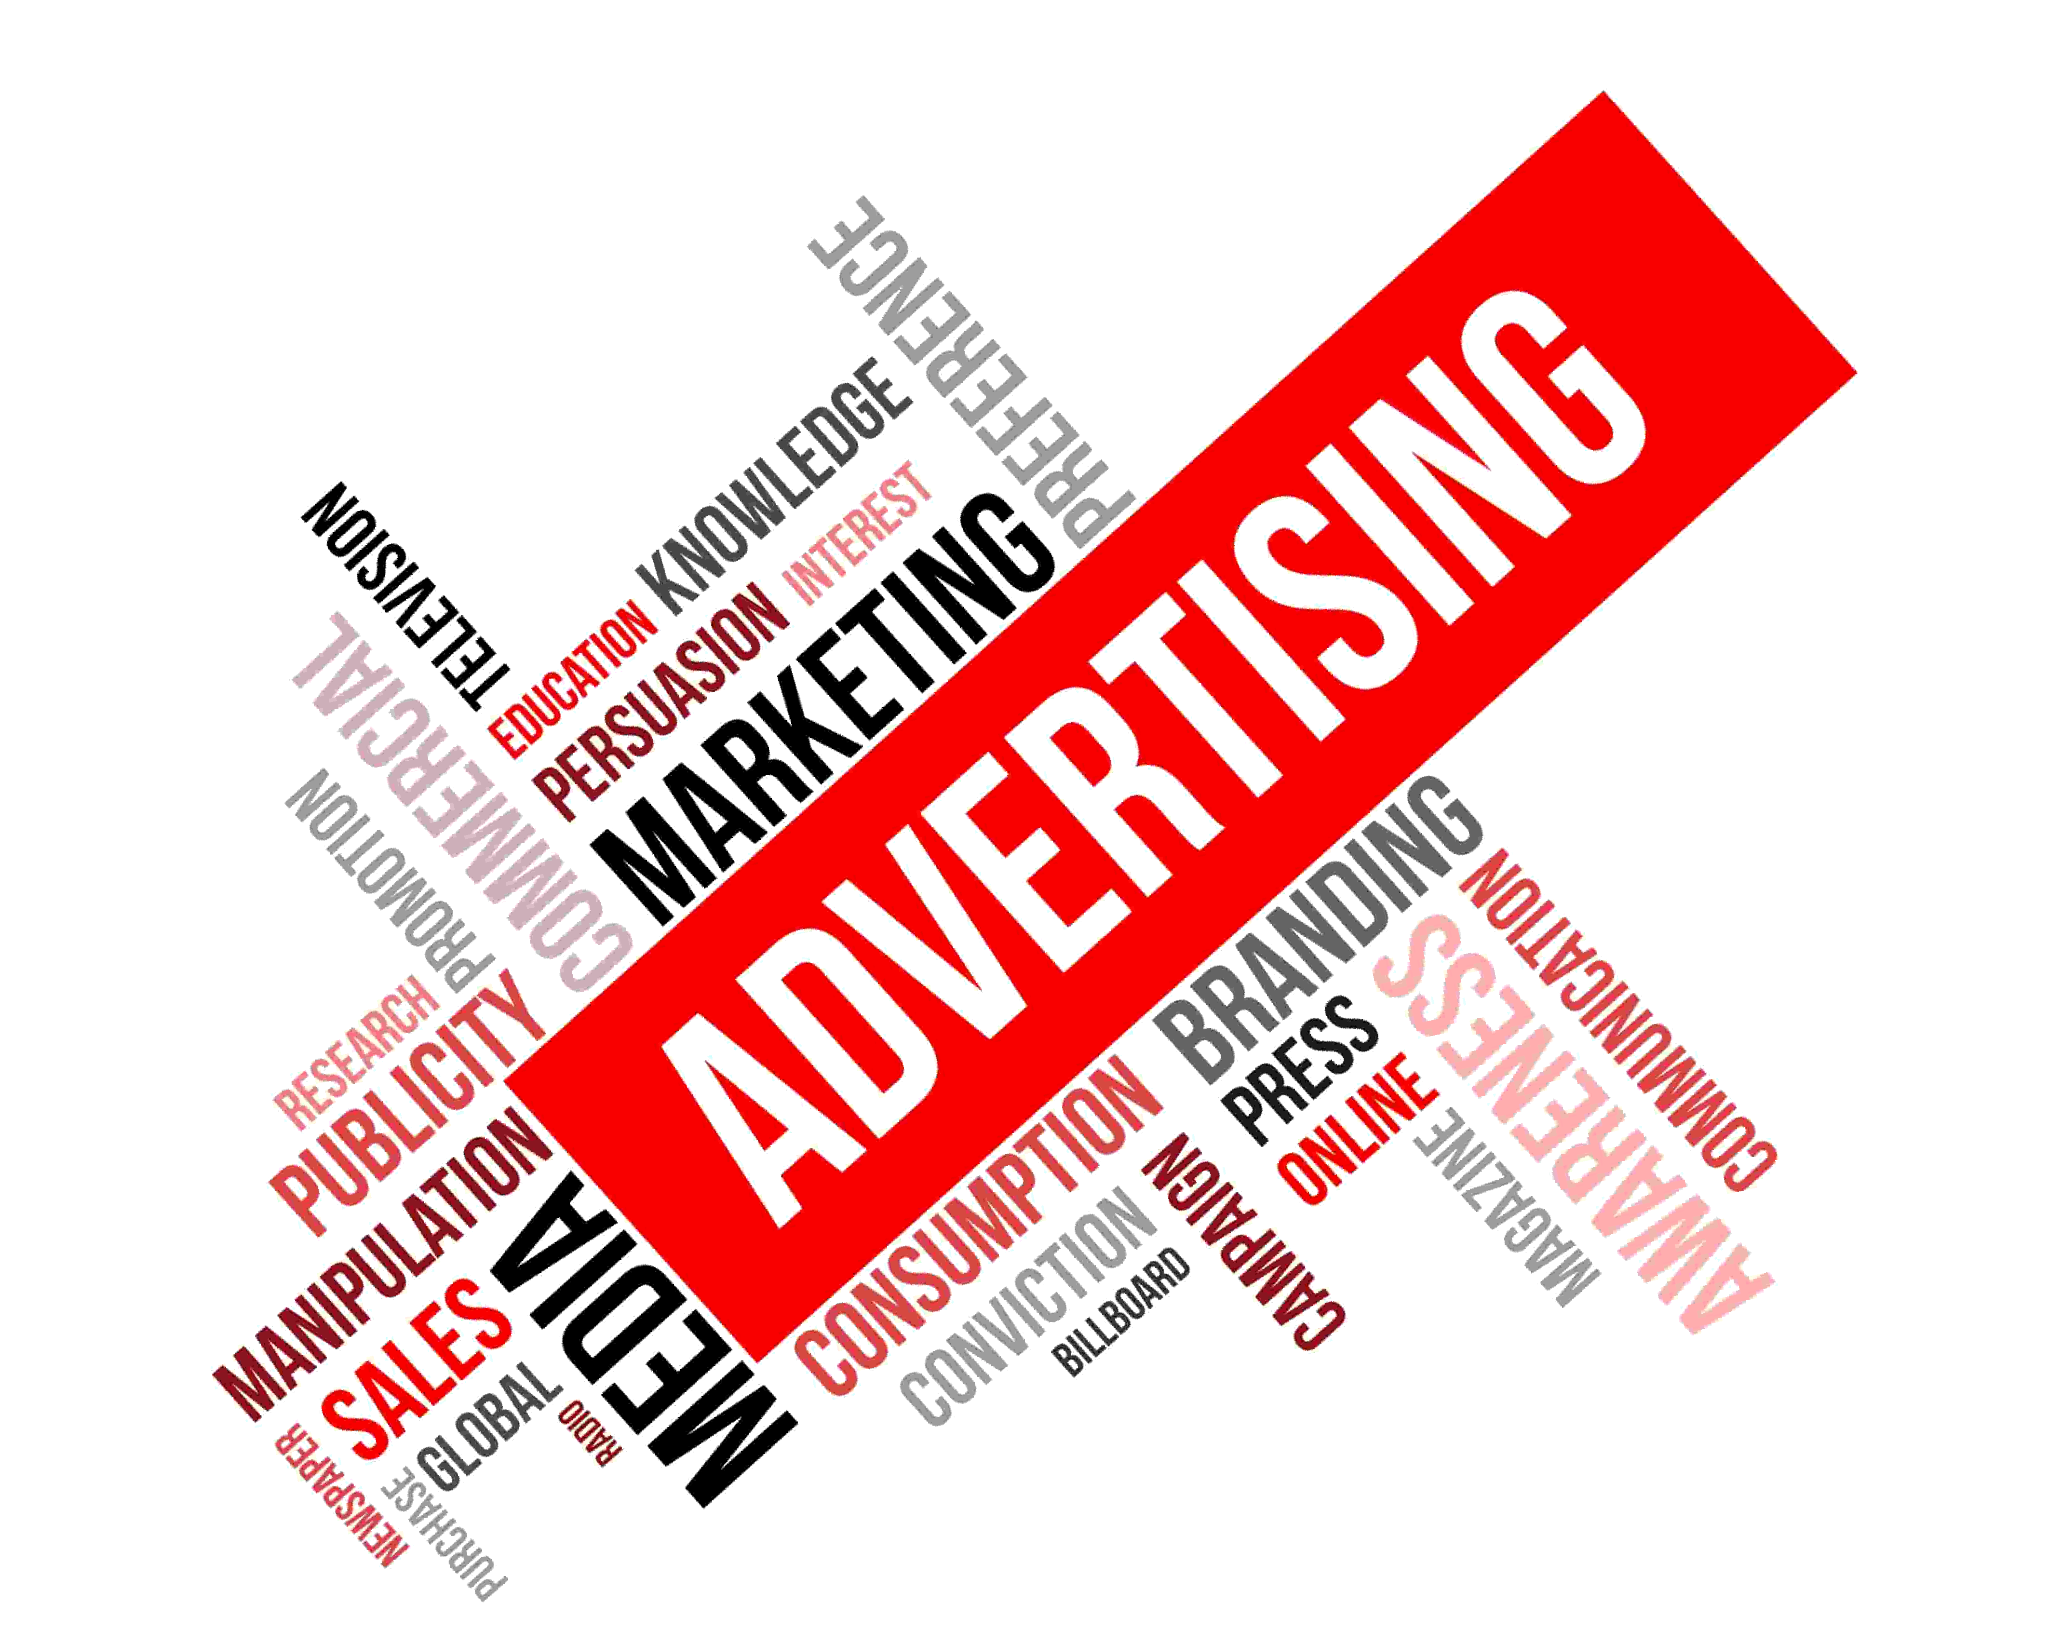 PREFERENCE
KNOWLEDGE
INTEREST
TELEVISION
EDUCATION
PERSUASION
MARKETING
COMMERCIAL
PROMOTION
ADVERTISING
RESEARCH
PUBLICITY
MANIPULATION
MEDIA
SALES
GLOBAL
RADIO
NEWSPAPER
PURCHASE
BRANDING
COMMUNICATION
AWARENESS
PRESS
ONLINE
MAGAZINE
CONSUMPTION
CAMPAIGN
CONVICTION
BILLBOARD